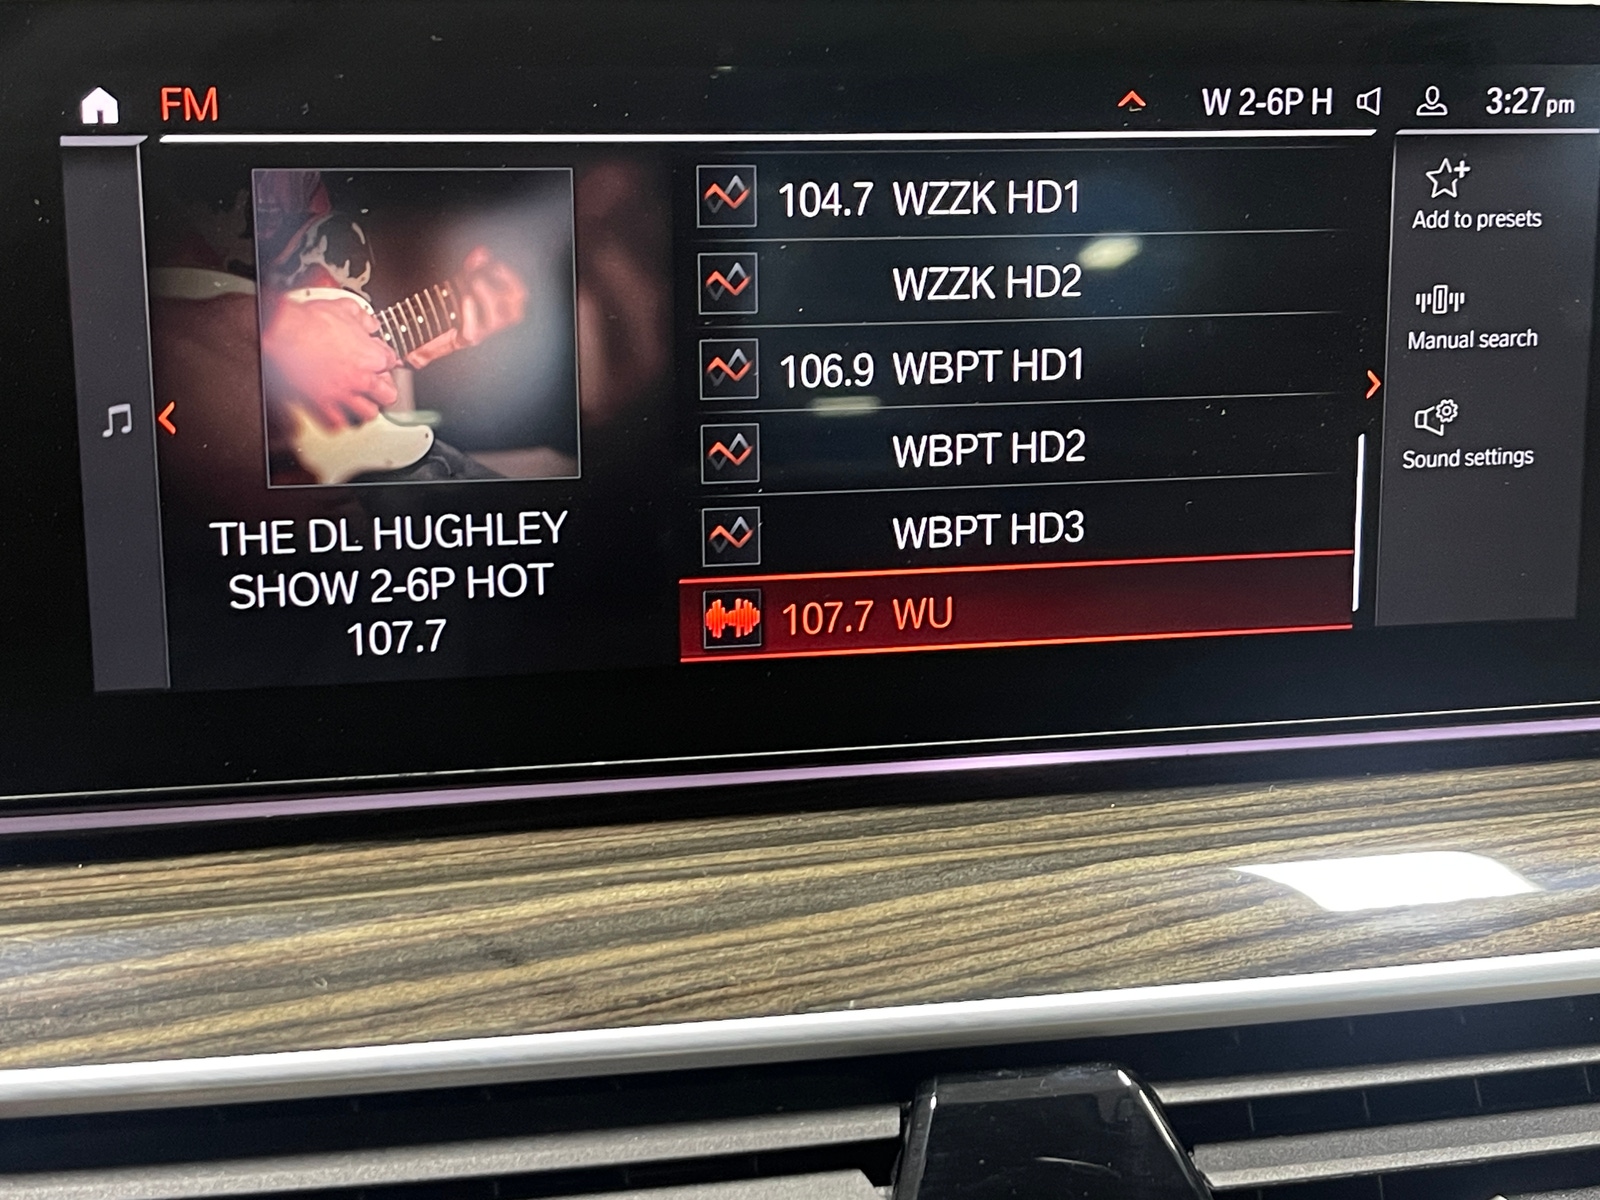 FM
W 2-6P H
3:27pm
THE DL HUGHLEY
SHOW 2-6P HOT
107.7
104.7 WZZK HD1
WZZK HD2
106.9 WBPT HD1
WBPT HD2
WBPT HD3
107.7 WU
Add to presets
Manual search
Sound settings